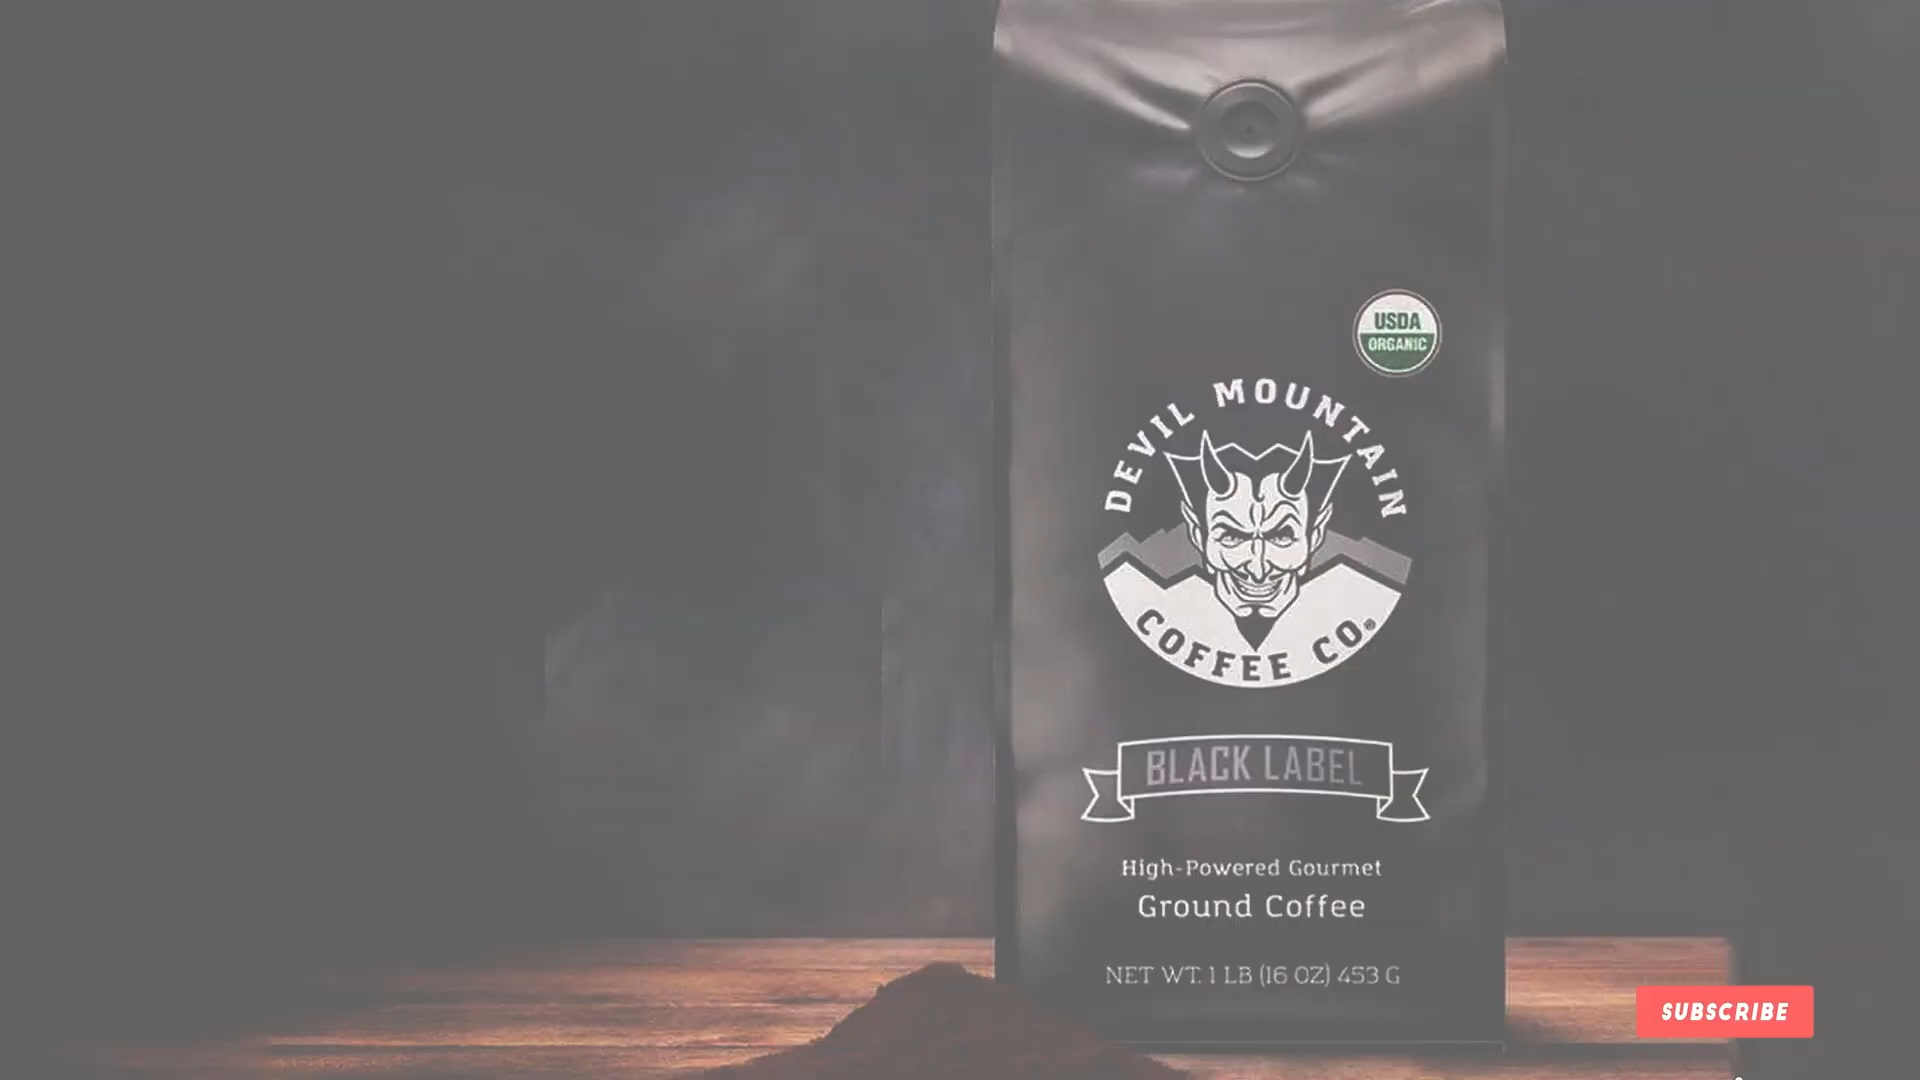 USDA
ORGANIC
DEVIL MOUNTAIN
COFFEE CO.®
BLACK LABEL
High-Powered Gourmet
Ground Coffee
NET WT. 1 LB (16 OZ) 453 G
SUBSCRIBE